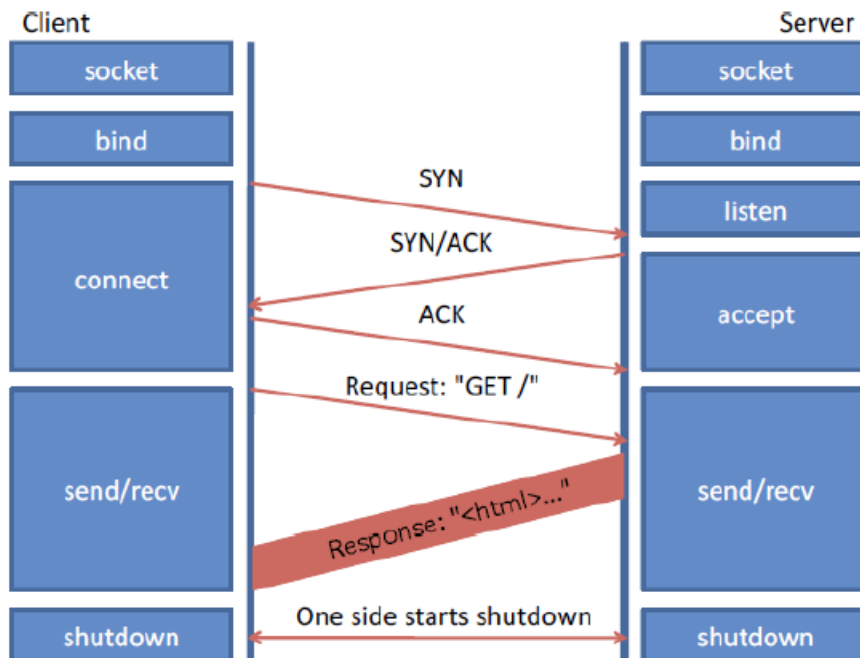 Client
Server
socket
socket
bind
bind
SYN
listen
SYN/ACK
connect
accept
ACK
Request: "GET /"
send/recv
send/recv
Response: "<html>..."
One side starts shutdown
shutdown
shutdown